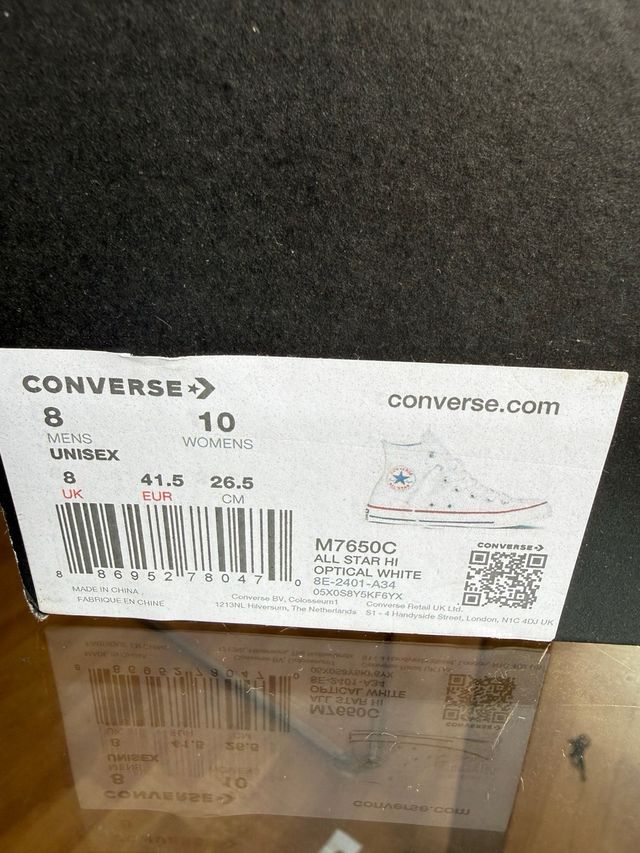 CONVERSE
converse.com
8 10
MENS WOMENS
UNISEX
8 41.5 26.5
UK EUR CM
8 86952 78047 0
M7650C
ALL STAR HI
OPTICAL WHITE
8E-2401-A34
05X0S8Y5KF6YX
CONVERSE
MADE IN CHINA
FABRIQUE EN CHINE
Converse BV, Colosseum1
1213NL Hilversum, The Netherlands
Converse Retail UK Ltd.
S1 - 4 Handyside Street, London, N1C 4DJ UK